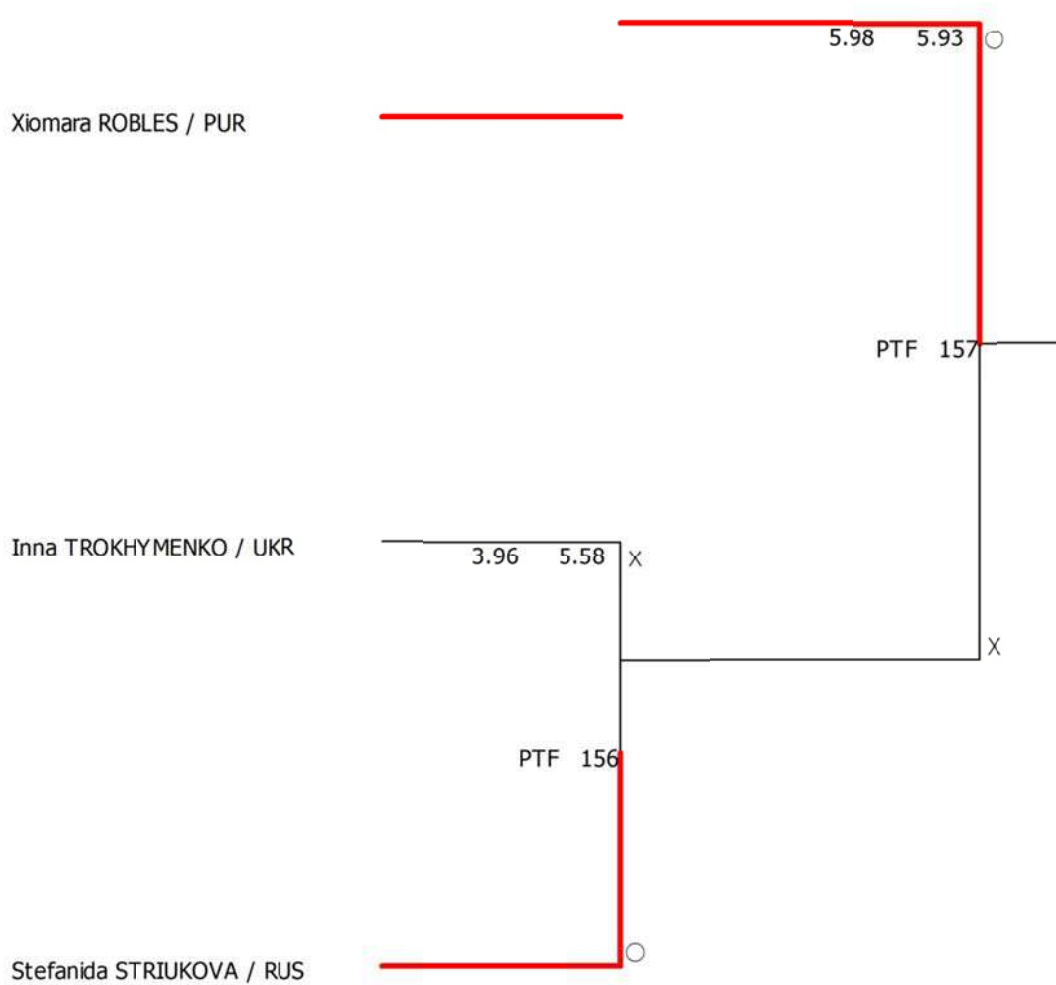 5.98 5.93 O
Xiomara ROBLES / PUR
PTF 157
Inna TROKHYMENKO / UKR
3.96 5.58 X
X
PTF 156
O
Stefanida STRIUKOVA / RUS